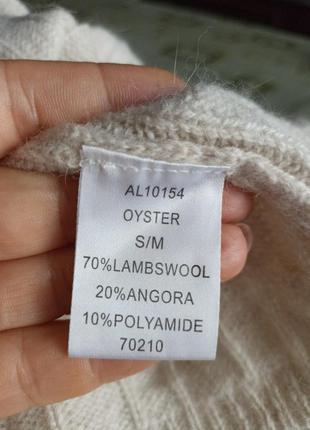 AL10154
OYSTER
S/M
70%LAMBSWOOL
20%ANGORA
10%POLYAMIDE
70210